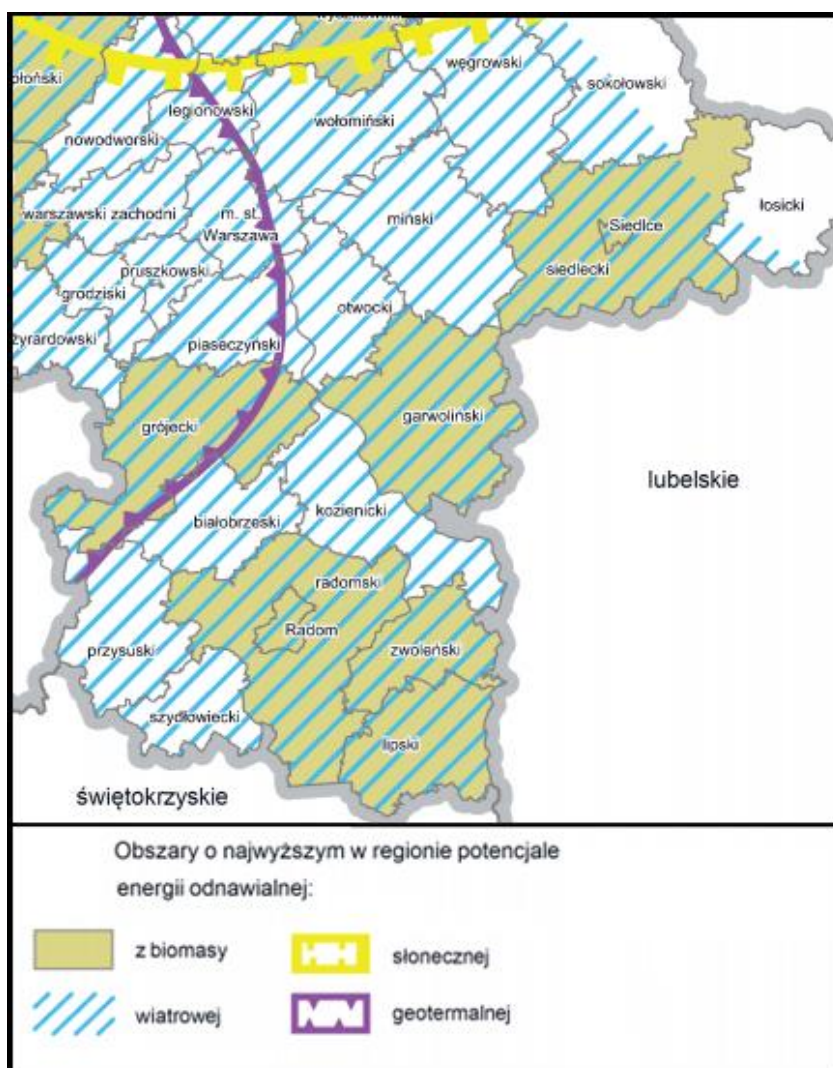 węgrowski
sokołowski
legionowski
wołomiński
nowodworski
łosicki
warszawski zachodni
m. st.
Warszawa
miński
Siedlce
siedlecki
pruszkowski
grodziski
otwocki
żyrardowski
piaseczyński
garwoliński
grójecki
lubelskie
białobrzeski
kozienicki
radomski
Radom
przysuski
zwoleński
szydłowiecki
lipski
świętokrzyskie
Obszary o najwyższym w regionie potencjale
energii odnawialnej:
z biomasy
słonecznej
wiatrowej
geotermalnej